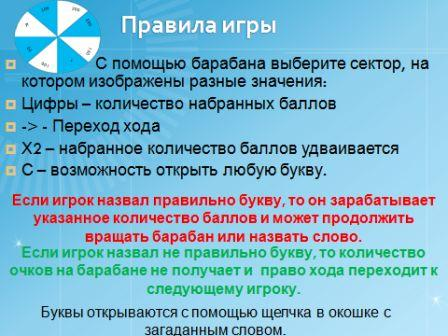 Правила игры
С помощью барабана выберите сектор, на
котором изображены разные значения:
Цифры – количество набранных баллов
-> - Переход хода
Х2 – набранное количество баллов удваивается
С – возможность открыть любую букву.
Если игрок назвал правильно букву, то он зарабатывает
указанное количество баллов и может продолжить
вращать барабан или назвать слово.
Если игрок назвал не правильно букву, то количество
очков на барабане не получает и право хода переходит к
следующему игроку.
Буквы открываются с помощью щелчка в окошке с
загаданным словом.